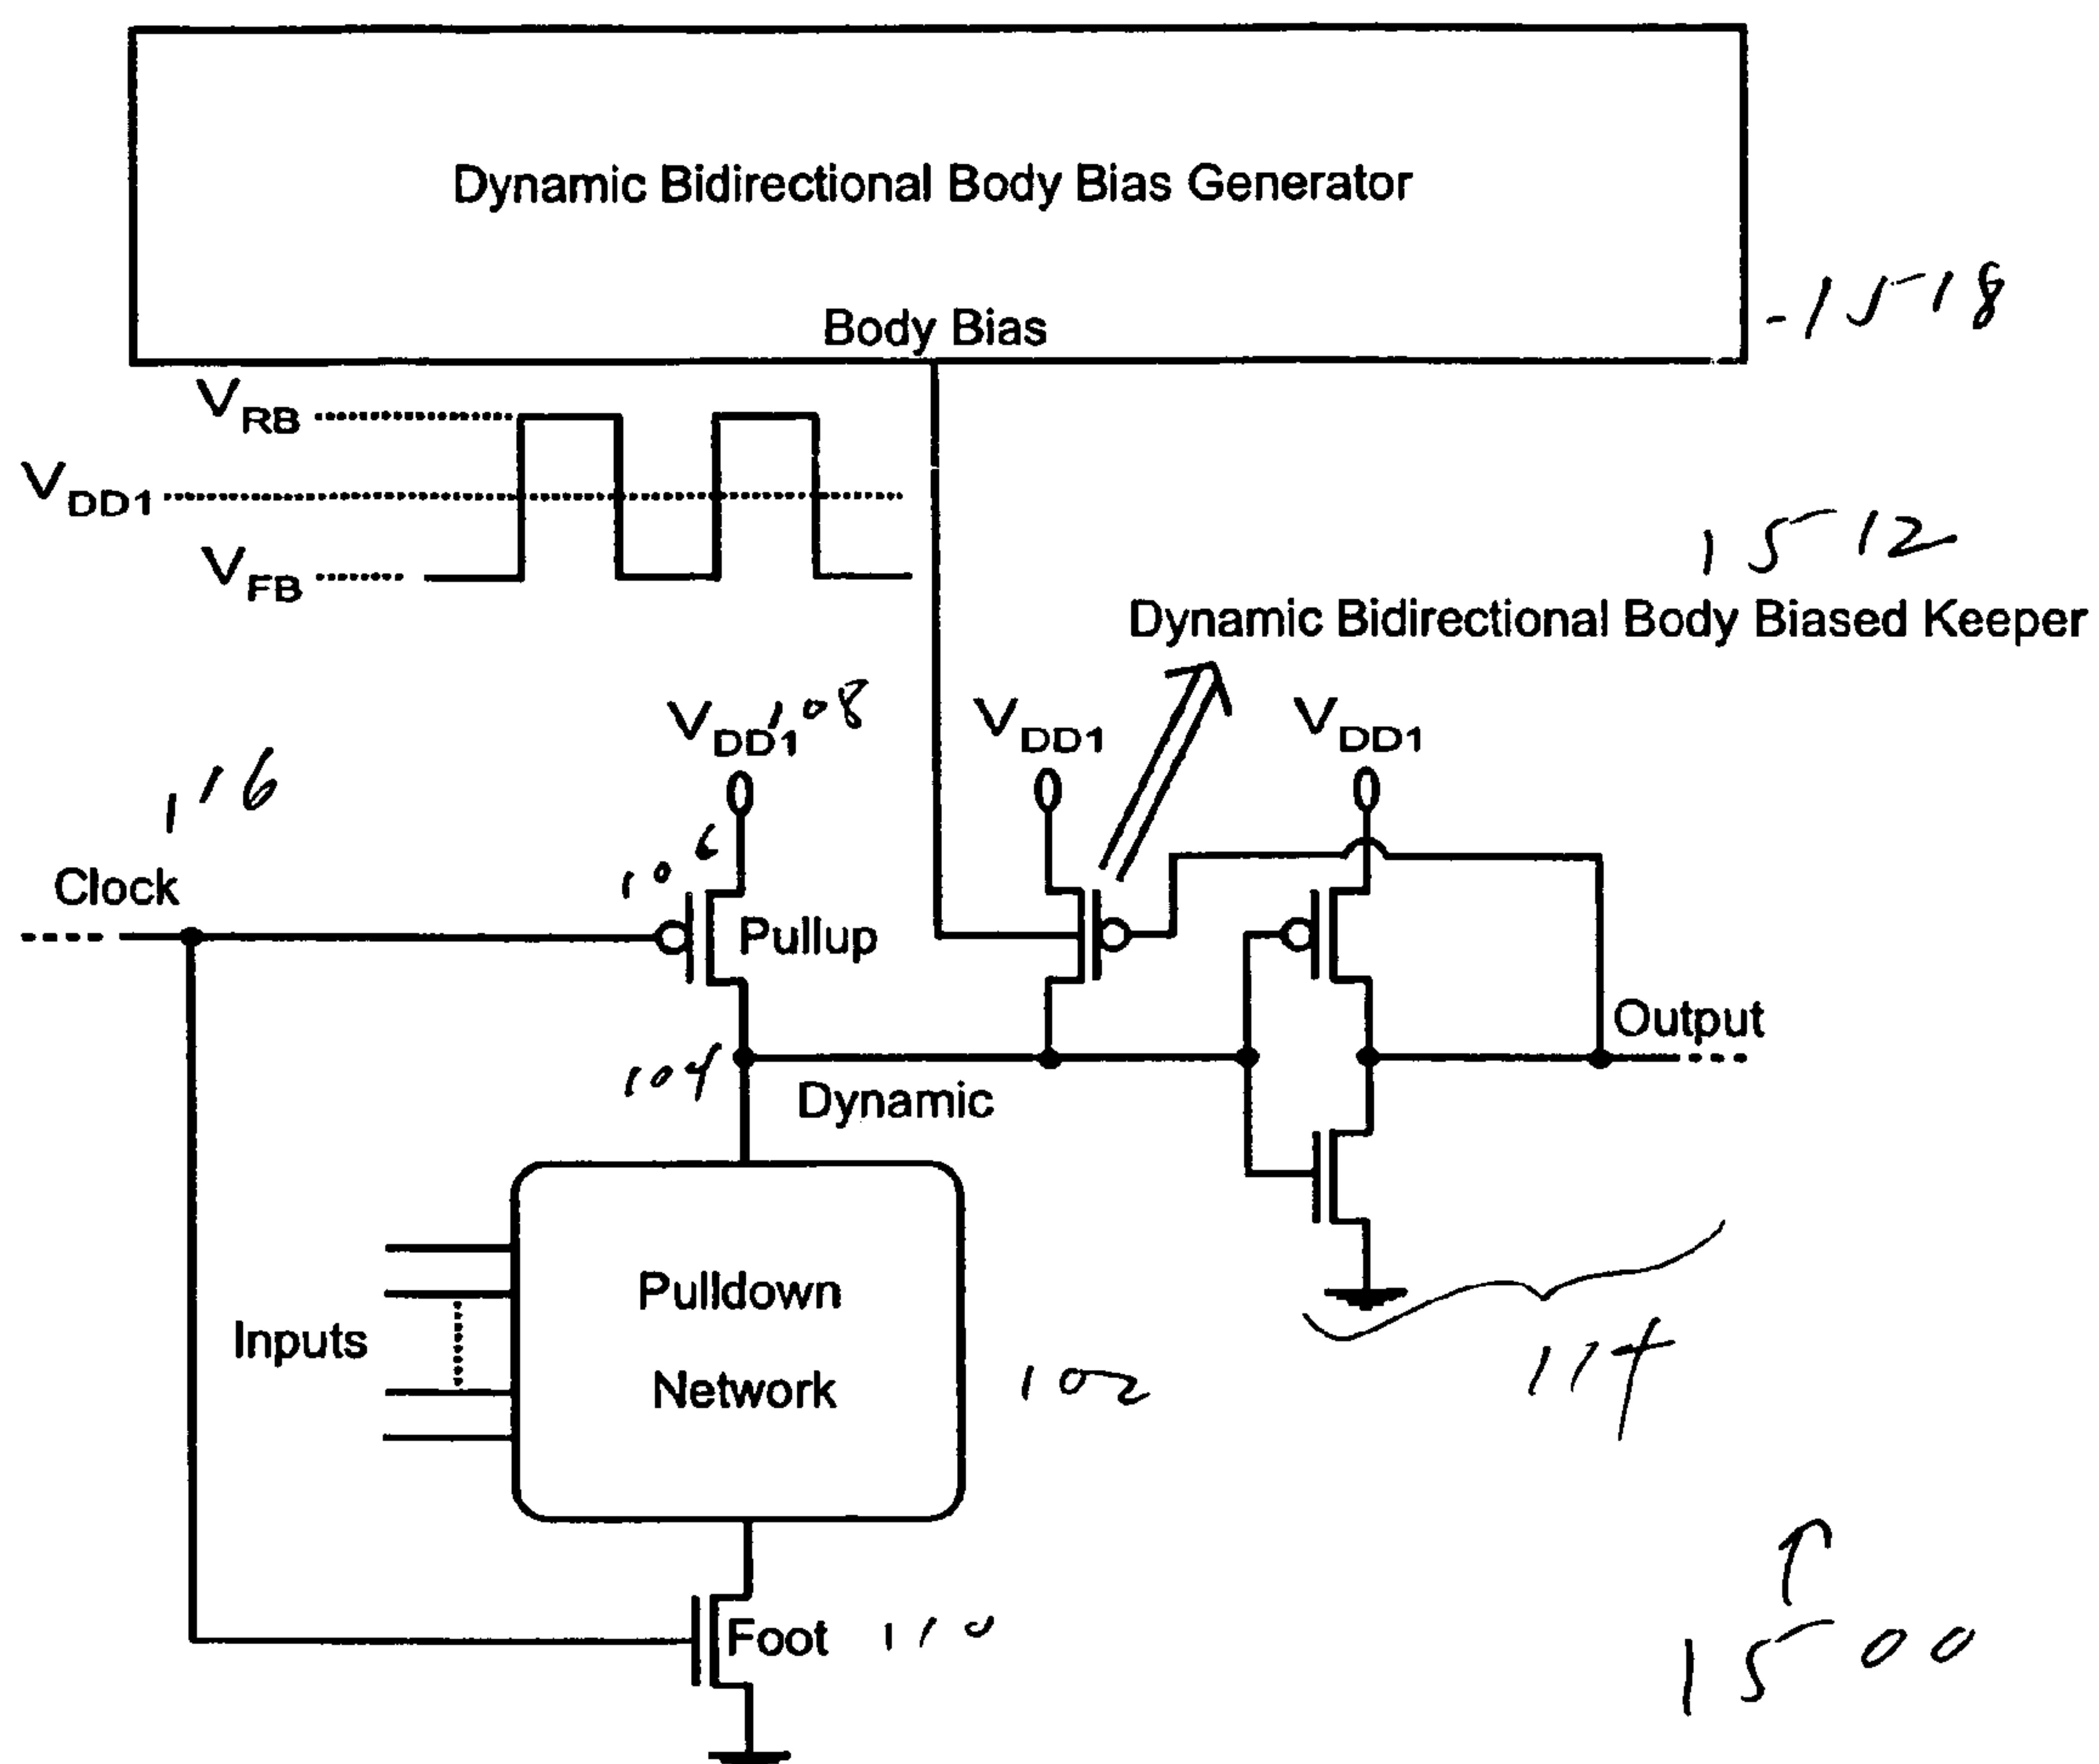 Dynamic Bidirectional Body Bias Generator
Body Bias
-1518
VRB
VDD1
VFB
1512
Dynamic Bidirectional Body Biased Keeper
VDD1 108
VDD1
VDD1
116
Clock
106
Pullup
Output
104
Dynamic
Inputs
Pulldown
Network
102
114
Foot 110
1500